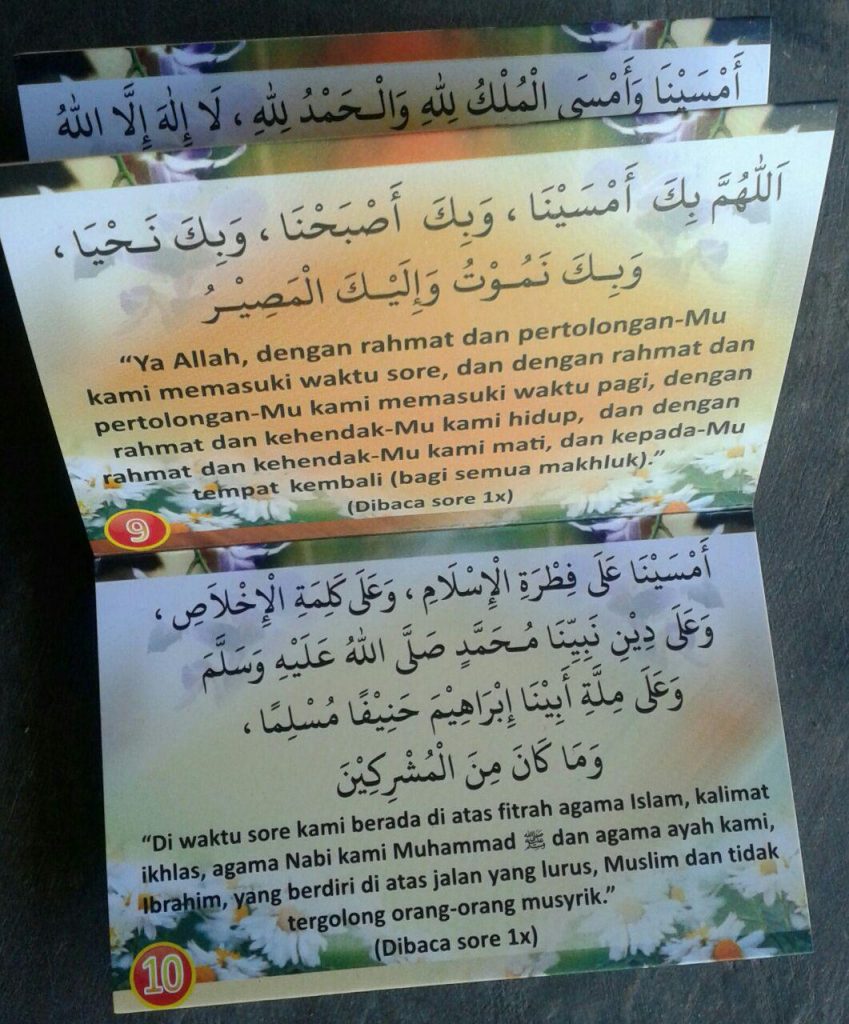 أَمْسَيْنَا وَأَمْسَى الْمُلْكُ لِلّٰهِ وَالْحَمْدُ لِلّٰهِ ، لَا إِلٰهَ إِلَّا اللّٰهُ
اَللّٰهُمَّ بِكَ أَمْسَيْنَا ، وَبِكَ أَصْبَحْنَا ، وَبِكَ نَحْيَا ،
وَبِكَ نَمُوْتُ وَإِلَيْكَ الْمَصِيْرُ
“Ya Allah, dengan rahmat dan pertolongan-Mu
kami memasuki waktu sore, dan dengan rahmat dan
pertolongan-Mu kami memasuki waktu pagi, dengan
rahmat dan kehendak-Mu kami hidup, dan dengan
rahmat dan kehendak-Mu kami mati, dan kepada-Mu
tempat kembali (bagi semua makhluk).”
(Dibaca sore 1x)
9
أَمْسَيْنَا عَلَى فِطْرَةِ الْإِسْلَامِ ، وَعَلَى كَلِمَةِ الْإِخْلَاصِ ،
وَعَلَى دِيْنِ نَبِيِّنَا مُحَمَّدٍ صَلَّى اللّٰهُ عَلَيْهِ وَسَلَّمَ
وَعَلَى مِلَّةِ أَبِيْنَا إِبْرَاهِيْمَ حَنِيْفًا مُسْلِمًا ،
وَمَا كَانَ مِنَ الْمُشْرِكِيْنَ
“Di waktu sore kami berada di atas fitrah agama Islam, kalimat
ikhlas, agama Nabi kami Muhammad ﷺ dan agama ayah kami,
Ibrahim, yang berdiri di atas jalan yang lurus, Muslim dan tidak
tergolong orang-orang musyrik.”
(Dibaca sore 1x)
10